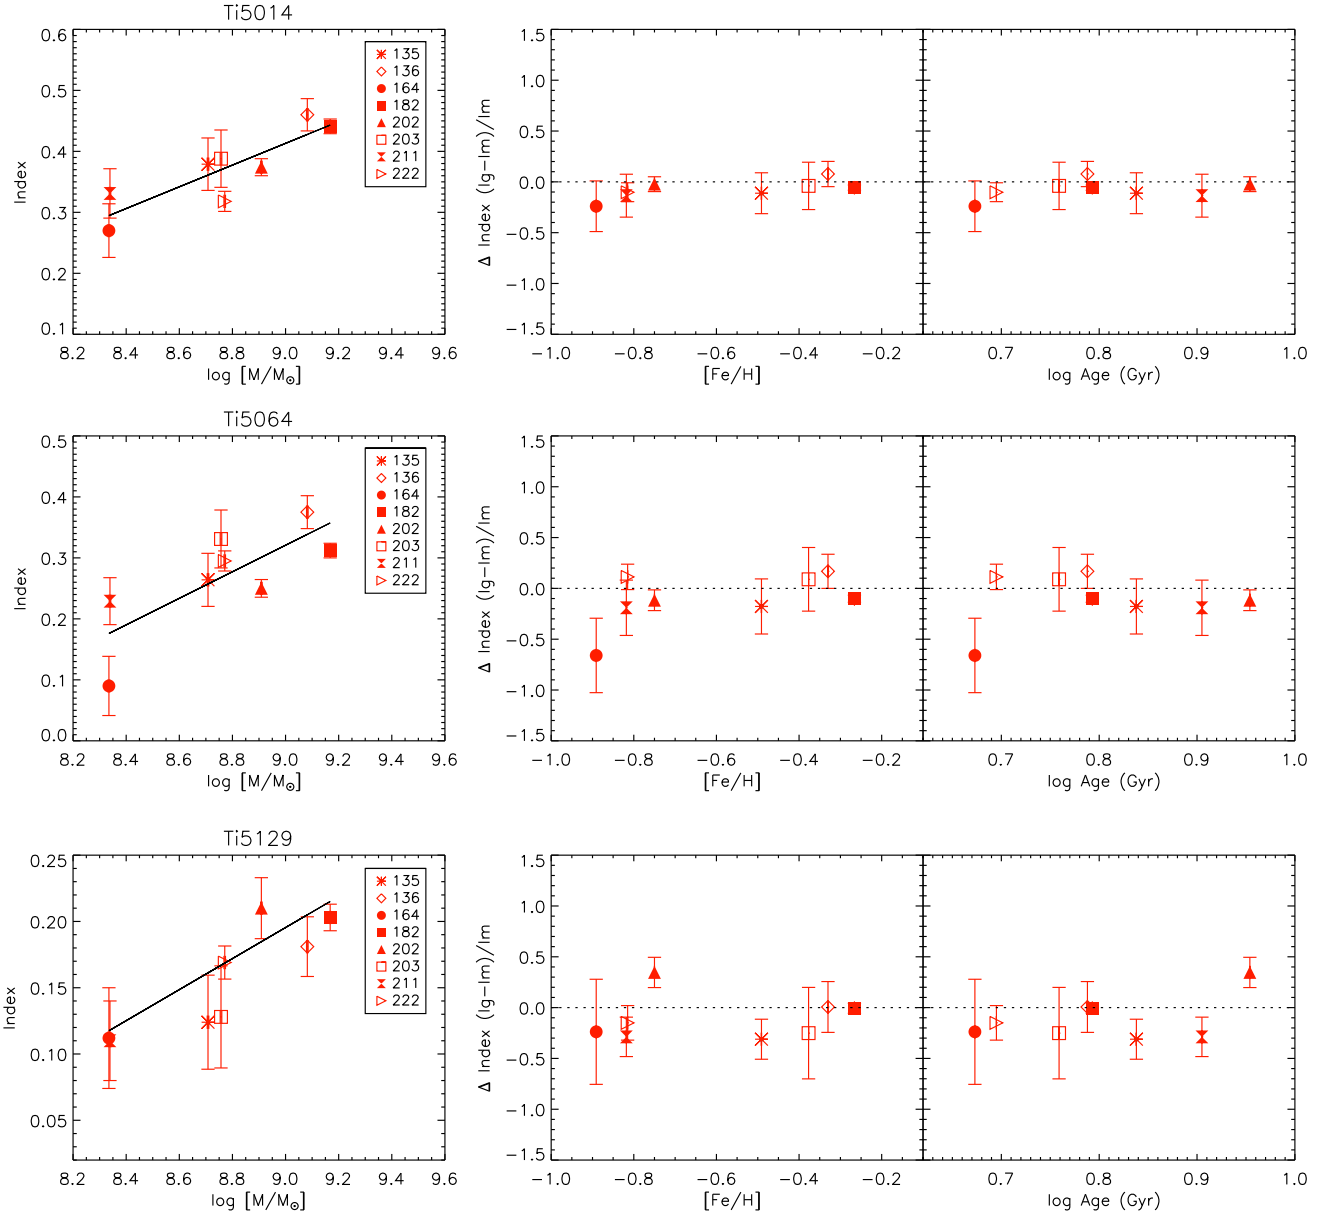 Ti5014
0.6
0.5
0.4
0.3
0.2
0.1
Index
8.2 8.4 8.6 8.8 9.0 9.2 9.4 9.6
log [M/M⊙]
135
136
164
182
202
203
211
222
1.5
1.0
0.5
0.0
−0.5
−1.0
−1.5
Δ Index (Ig−Im)/Im
−1.0 −0.8 −0.6 −0.4 −0.2
[Fe/H]
0.7 0.8 0.9 1.0
log Age (Gyr)
Ti5064
0.5
0.4
0.3
0.2
0.1
0.0
Index
8.2 8.4 8.6 8.8 9.0 9.2 9.4 9.6
log [M/M⊙]
135
136
164
182
202
203
211
222
1.5
1.0
0.5
0.0
−0.5
−1.0
−1.5
Δ Index (Ig−Im)/Im
−1.0 −0.8 −0.6 −0.4 −0.2
[Fe/H]
0.7 0.8 0.9 1.0
log Age (Gyr)
Ti5129
0.25
0.20
0.15
0.10
0.05
Index
8.2 8.4 8.6 8.8 9.0 9.2 9.4 9.6
log [M/M⊙]
135
136
164
182
202
203
211
222
1.5
1.0
0.5
0.0
−0.5
−1.0
−1.5
Δ Index (Ig−Im)/Im
−1.0 −0.8 −0.6 −0.4 −0.2
[Fe/H]
0.7 0.8 0.9 1.0
log Age (Gyr)